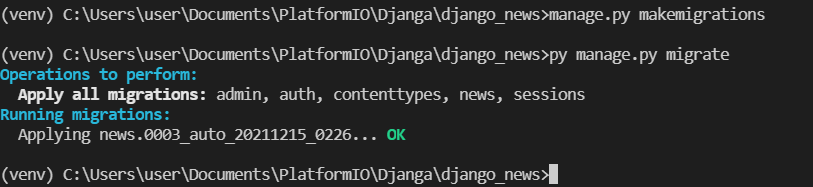 (venv) C:\Users\user\Documents\PlatformIO\Djanga\django_news>manage.py makemigrations
(venv) C:\Users\user\Documents\PlatformIO\Djanga\django_news>py manage.py migrate
Operations to perform:
  Apply all migrations: admin, auth, contenttypes, news, sessions
Running migrations:
  Applying news.0003_auto_20211215_0226... OK
(venv) C:\Users\user\Documents\PlatformIO\Djanga\django_news>